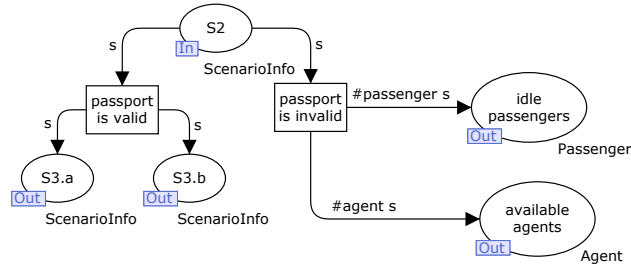 S2
In
ScenarioInfo
s
s
passport
is valid
passport
is invalid
#passenger s
idle
passengers
Out
Passenger
s
s
S3.a
Out
ScenarioInfo
S3.b
Out
ScenarioInfo
#agent s
available
agents
Out
Agent